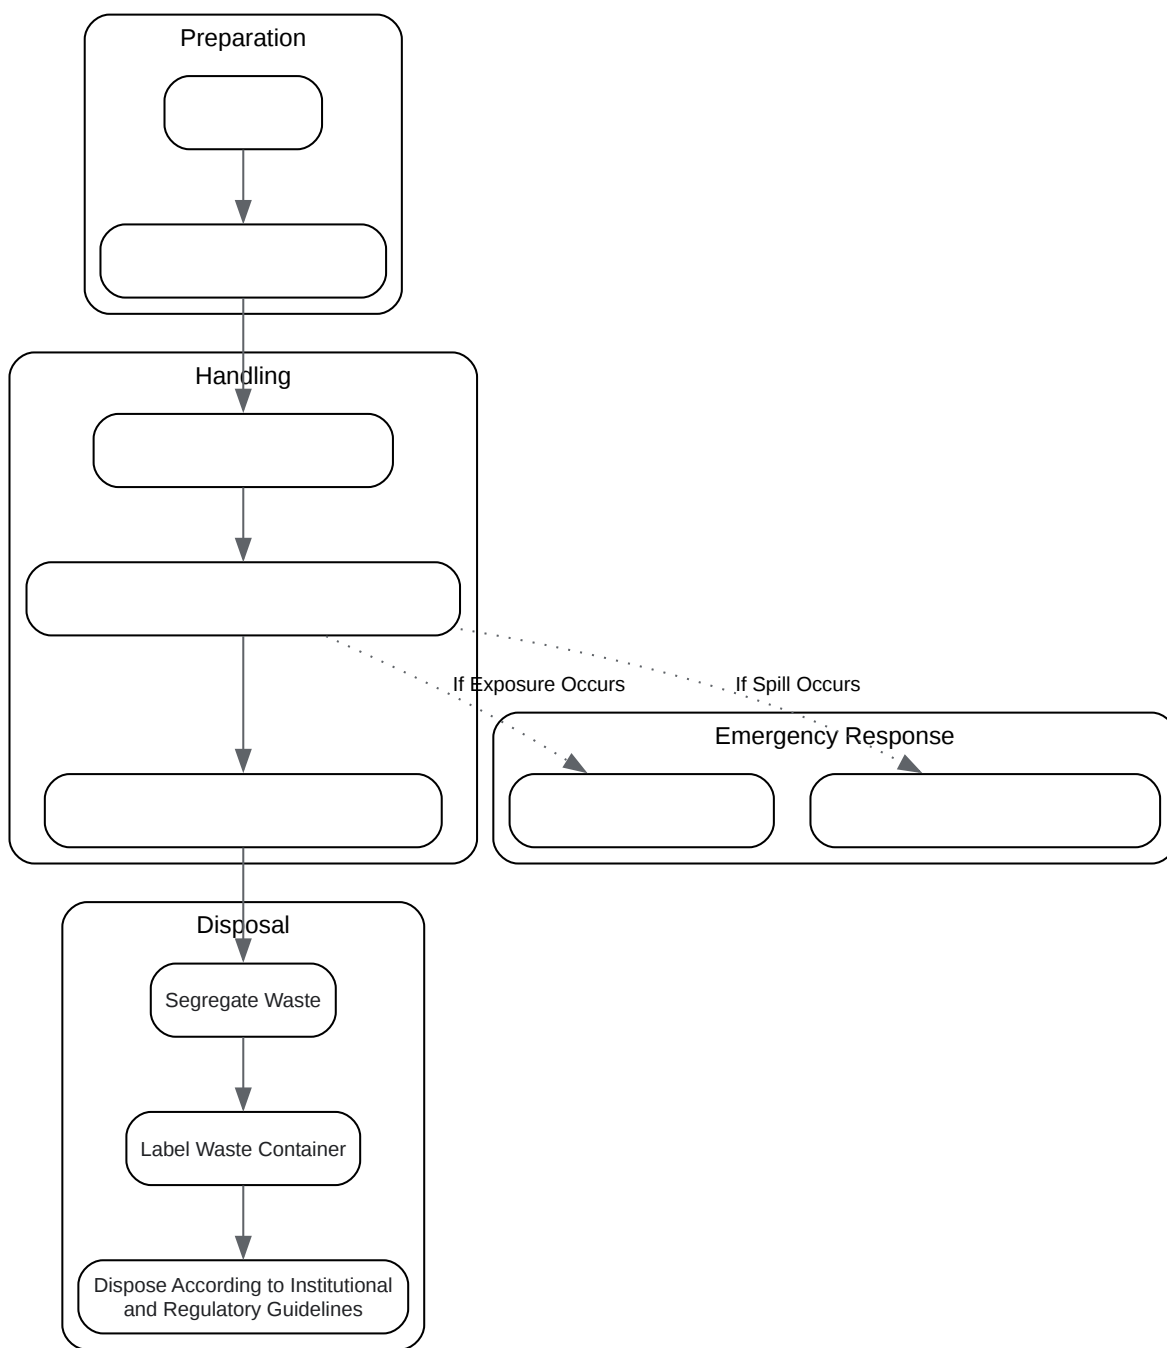 Preparation
Handling
If Exposure Occurs
If Spill Occurs
Emergency Response
Disposal
Segregate Waste
Label Waste Container
Dispose According to Institutional
and Regulatory Guidelines